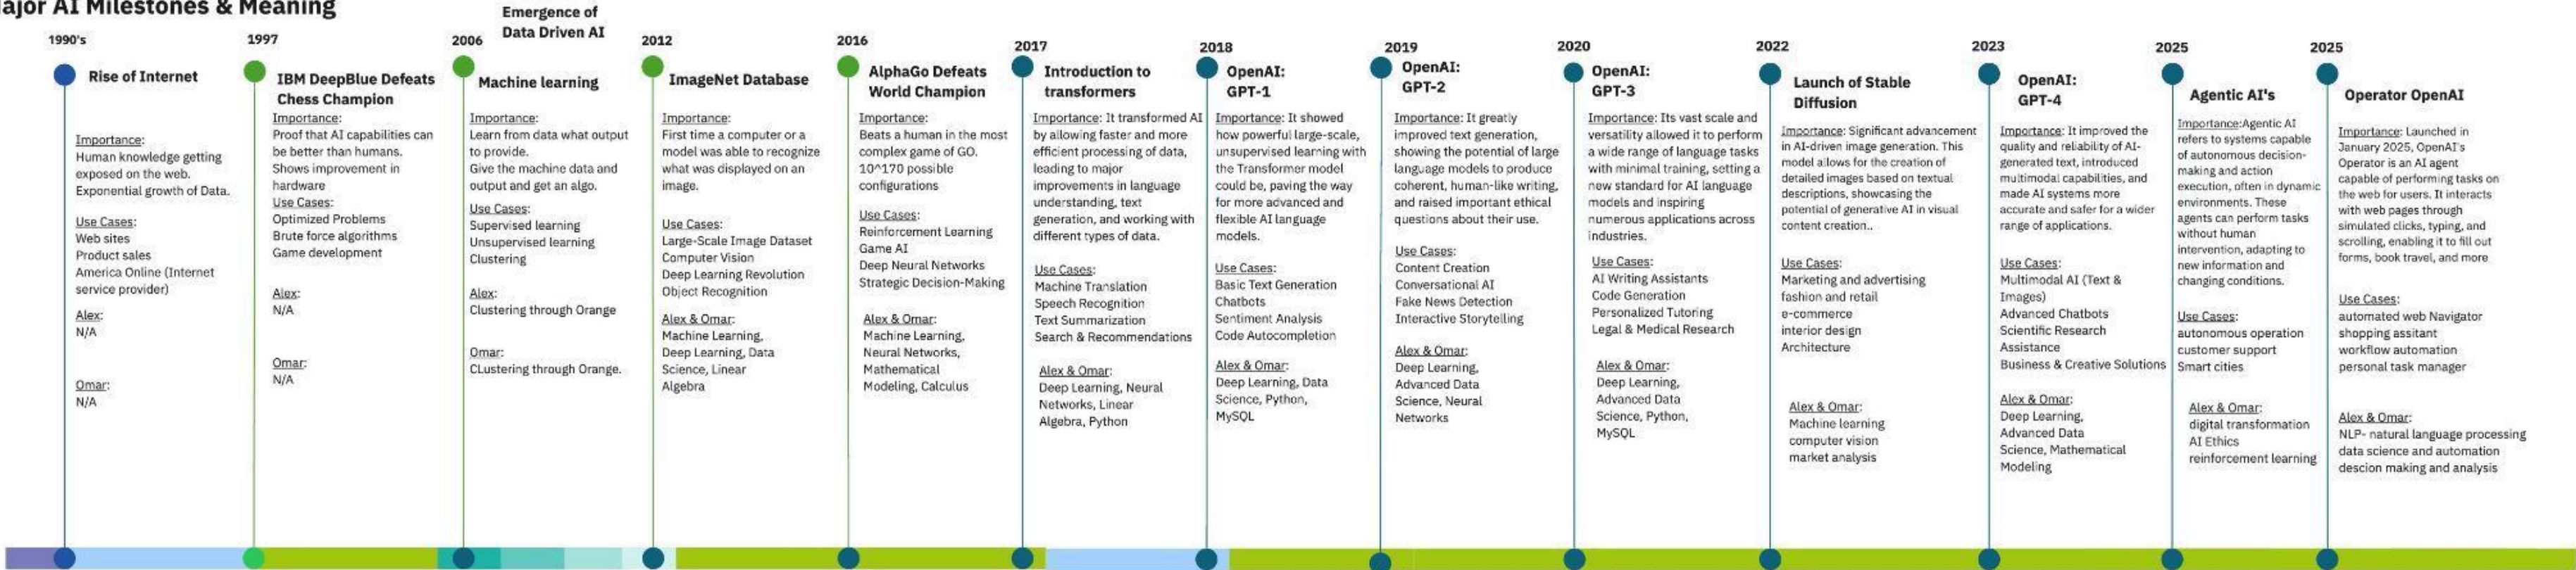 ajor AI Milestones & Meaning
Emergence of
Data Driven AI
1990's
Rise of Internet
Importance:
Human knowledge getting
exposed on the web.
Exponential growth of Data.
Use Cases:
Web sites
Product sales
America Online (Internet
service provider)
Alex:
N/A
Omar:
N/A
1997
IBM DeepBlue Defeats
Chess Champion
Importance:
Proof that AI capabilities can
be better than humans.
Shows improvement in
hardware
Use Cases:
Optimized Problems
Brute force algorithms
Game development
Alex:
N/A
Omar:
N/A
2006
Machine learning
Importance:
Learn from data what output
to provide.
Give the machine data and
output and get an algo.
Use Cases:
Supervised learning
Unsupervised learning
Clustering
Alex:
Clustering through Orange
Omar:
CLustering through Orange.
2012
ImageNet Database
Importance:
First time a computer or a
model was able to recognize
what was displayed on an
image.
Use Cases:
Large-Scale Image Dataset
Computer Vision
Deep Learning Revolution
Object Recognition
Alex & Omar:
Machine Learning,
Deep Learning, Data
Science, Linear
Algebra
2016
AlphaGo Defeats
World Champion
Importance:
Beats a human in the most
complex game of GO.
10^170 possible
configurations
Use Cases:
Reinforcement Learning
Game AI
Deep Neural Networks
Strategic Decision-Making
Alex & Omar:
Machine Learning,
Neural Networks,
Mathematical
Modeling, Calculus
2017
Introduction to
transformers
Importance: It transformed AI
by allowing faster and more
efficient processing of data,
leading to major
improvements in language
understanding, text
generation, and working with
different types of data.
Use Cases:
Machine Translation
Speech Recognition
Text Summarization
Search & Recommendations
Alex & Omar:
Deep Learning, Neural
Networks, Linear
Algebra, Python
2018
OpenAI:
GPT-1
Importance: It showed
how powerful large-scale,
unsupervised learning with
the Transformer model
could be, paving the way
for more advanced and
flexible AI language
models.
Use Cases:
Basic Text Generation
Chatbots
Sentiment Analysis
Code Autocompletion
Alex & Omar:
Deep Learning, Data
Science, Python,
MySQL
2019
OpenAI:
GPT-2
Importance: It greatly
improved text generation,
showing the potential of large
language models to produce
coherent, human-like writing,
and raised important ethical
questions about their use.
Use Cases:
Content Creation
Conversational AI
Fake News Detection
Interactive Storytelling
Alex & Omar:
Deep Learning,
Advanced Data
Science, Neural
Networks
2020
OpenAI:
GPT-3
Importance: Its vast scale and
versatility allowed it to perform
a wide range of language tasks
with minimal training, setting a
new standard for AI language
models and inspiring
numerous applications across
industries.
Use Cases:
AI Writing Assistants
Code Generation
Personalized Tutoring
Legal & Medical Research
Alex & Omar:
Deep Learning,
Advanced Data
Science, Python,
MySQL
2022
Launch of Stable
Diffusion
Importance: Significant advancement
in AI-driven image generation. This
model allows for the creation of
detailed images based on textual
descriptions, showcasing the
potential of generative AI in visual
content creation..
Use Cases:
Marketing and advertising
fashion and retail
e-commerce
interior design
Architecture
Alex & Omar:
Machine learning
computer vision
market analysis
2023
OpenAI:
GPT-4
Importance: It improved the
quality and reliability of AI-
generated text, introduced
multimodal capabilities, and
made AI systems more
accurate and safer for a wider
range of applications.
Use Cases:
Multimodal AI (Text &
Images)
Advanced Chatbots
Scientific Research
Assistance
Business & Creative Solutions
Alex & Omar:
Deep Learning,
Advanced Data
Science, Mathematical
Modeling
2025
Agentic AI's
Importance:Agentic AI
refers to systems capable
of autonomous decision-
making and action
execution, often in dynamic
environments. These
agents can perform tasks
without human
intervention, adapting to
new information and
changing conditions.
Use Cases:
autonomous operation
customer support
Smart cities
Alex & Omar:
digital transformation
AI Ethics
reinforcement learning
2025
Operator OpenAI
Importance: Launched in
January 2025, OpenAI's
Operator is an AI agent
capable of performing tasks on
the web for users. It interacts
with web pages through
simulated clicks, typing, and
scrolling, enabling it to fill out
forms, book travel, and more
Use Cases:
automated web Navigator
shopping assitant
workflow automation
personal task manager
Alex & Omar:
NLP- natural language processing
data science and automation
descion making and analysis